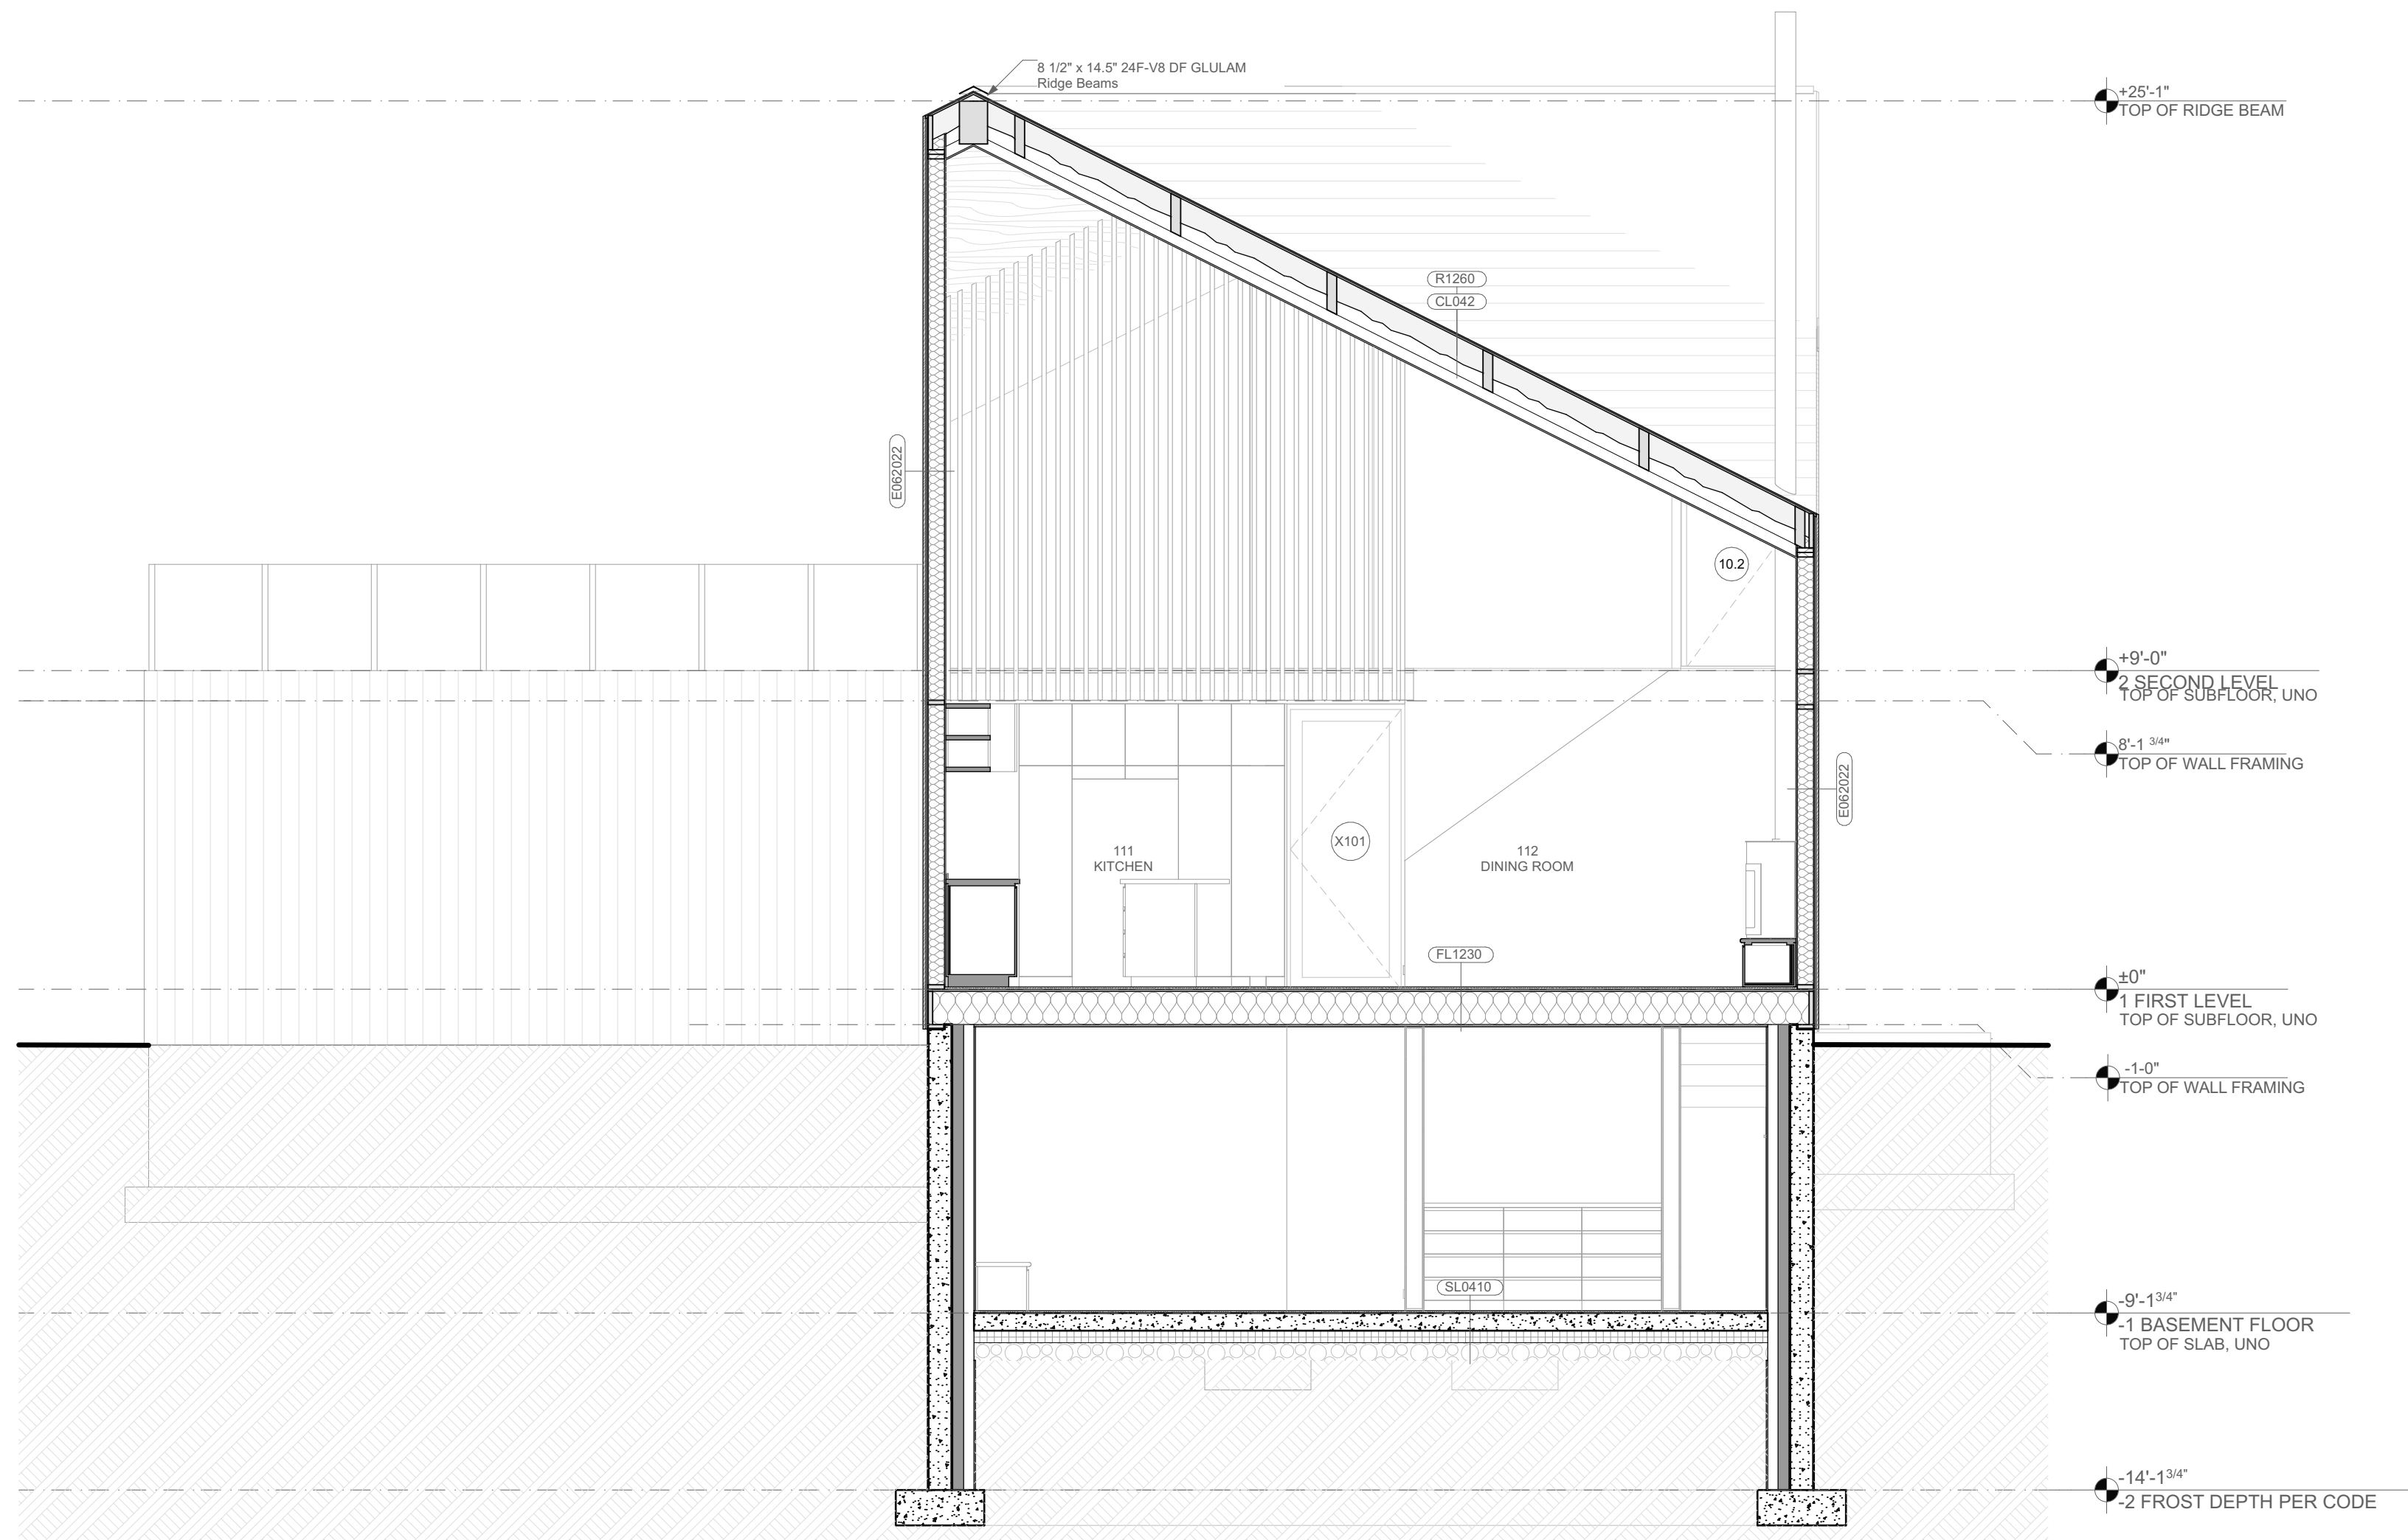 8 1/2" x 14.5" 24F-V8 DF GLULAM
Ridge Beams
+25'-1"
TOP OF RIDGE BEAM
R1260
CL042
E062022
10.2
+9'-0"
2 SECOND LEVEL
TOP OF SUBFLOOR, UNO
8'-1 3/4"
TOP OF WALL FRAMING
E062022
X101
111
KITCHEN
112
DINING ROOM
FL1230
±0"
1 FIRST LEVEL
TOP OF SUBFLOOR, UNO
-1-0"
TOP OF WALL FRAMING
SL0410
-9'-13/4"
-1 BASEMENT FLOOR
TOP OF SLAB, UNO
-14'-13/4"
-2 FROST DEPTH PER CODE